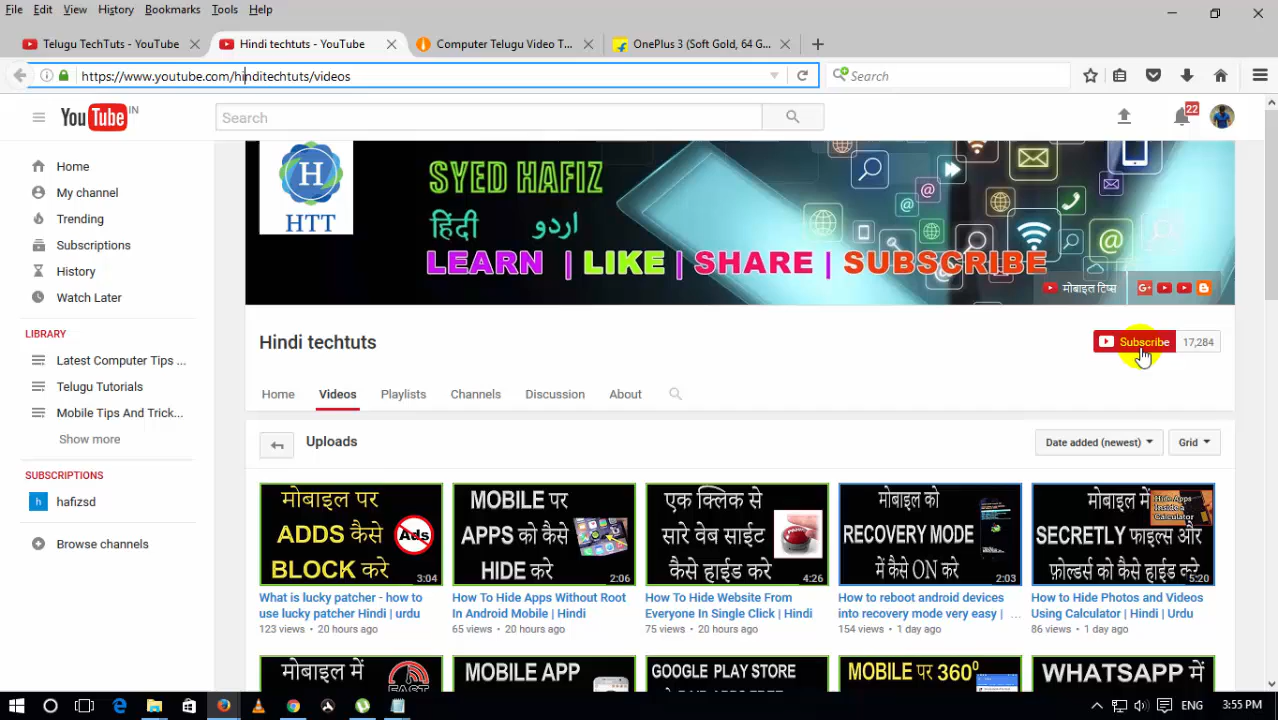 File Edit View History Bookmarks Tools Help
Telugu TechTuts - YouTube
Hindi techtuts - YouTube
Computer Telugu Video T...
OnePlus 3 (Soft Gold, 64 G...
https://www.youtube.com/hinditechtuts/videos
Search
YouTube IN
Search
22
Home
My channel
Trending
Subscriptions
History
Watch Later
LIBRARY
Latest Computer Tips ...
Telugu Tutorials
Mobile Tips And Trick...
Show more
SUBSCRIPTIONS
h hafizsd
Browse channels
H
HTT
SYED HAFIZ
हिंदी اردو
LEARN | LIKE | SHARE | SUBSCRIBE
मोबाइल टिप्स
Hindi techtuts
Subscribe 17,284
Home Videos Playlists Channels Discussion About
Uploads
Date added (newest) Grid
मोबाइल पर
ADDS कैसे
BLOCK करे
Ads
3:04
What is lucky patcher - how to
use lucky patcher Hindi | urdu
123 views • 20 hours ago
MOBILE पर
APPS को कैसे
HIDE करे
2:06
How To Hide Apps Without Root
In Android Mobile | Hindi
65 views • 20 hours ago
एक क्लिक से
सारे वेब साईट
कैसे हाईड करे
4:26
How To Hide Website From
Everyone In Single Click | Hindi
75 views • 20 hours ago
मोबाइल को
RECOVERY MODE
में कैसे ON करे
2:03
How to reboot android devices
into recovery mode very easy | ...
154 views • 1 day ago
मोबाइल में
Hide Apps
Inside a
Calculator
SECRETLY फाइल्स और
फ़ोल्डर्स को कैसे हाईड करे
5:20
How to Hide Photos and Videos
Using Calculator | Hindi | Urdu
86 views • 1 day ago
मोबाइल में
MOBILE APP
GOOGLE PLAY STORE
MOBILE पर 360⁰
WHATSAPP में
ENG 3:55 PM